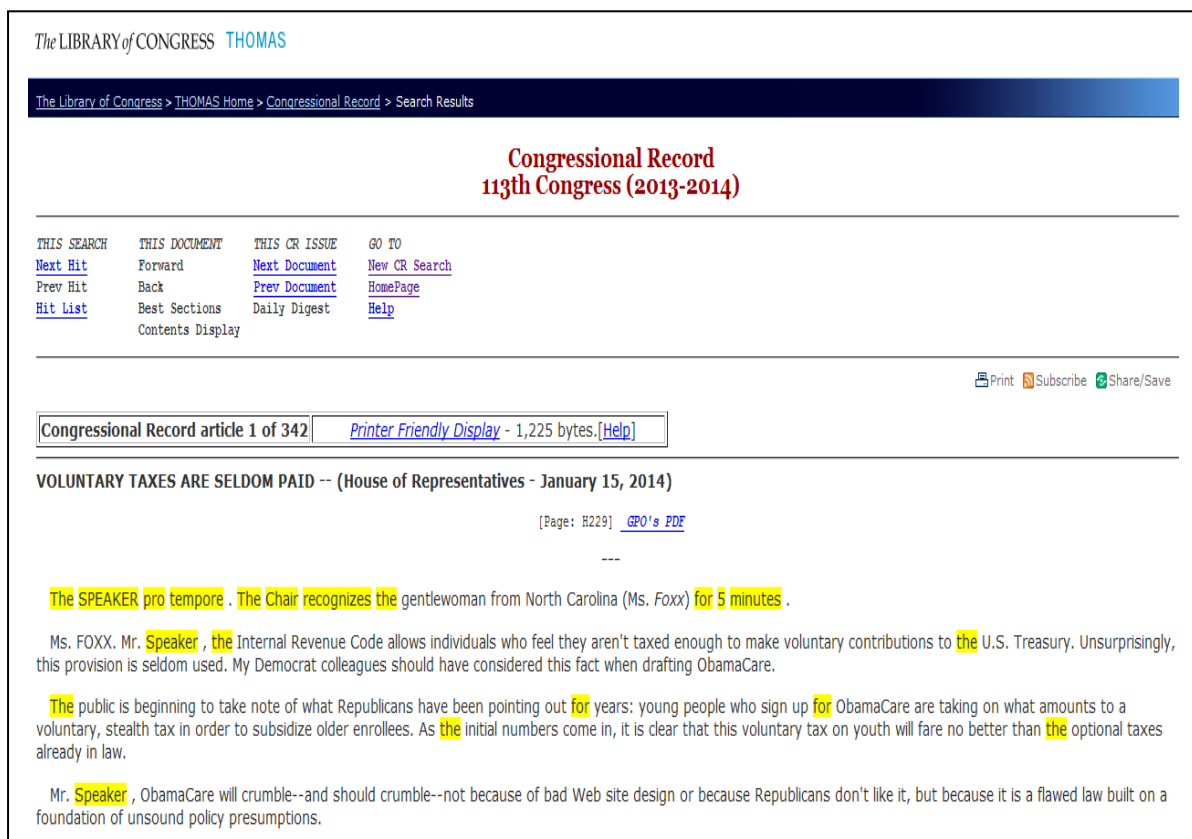 The LIBRARY of CONGRESS THOMAS
The Library of Congress > THOMAS Home > Congressional Record > Search Results
Congressional Record
113th Congress (2013-2014)
THIS SEARCH THIS DOCUMENT THIS CR ISSUE GO TO
Next Hit Forward Next Document New CR Search
Prev Hit Back Prev Document HomePage
Hit List Best Sections Daily Digest Help
Contents Display
Print Subscribe Share/Save
Congressional Record article 1 of 342 Printer Friendly Display - 1,225 bytes.[Help]
VOLUNTARY TAXES ARE SELDOM PAID -- (House of Representatives - January 15, 2014)
[Page: H229] GPO's PDF
---
The SPEAKER pro tempore . The Chair recognizes the gentlewoman from North Carolina (Ms. Foxx) for 5 minutes .
Ms. FOXX. Mr. Speaker , the Internal Revenue Code allows individuals who feel they aren't taxed enough to make voluntary contributions to the U.S. Treasury. Unsurprisingly,
this provision is seldom used. My Democrat colleagues should have considered this fact when drafting ObamaCare.
The public is beginning to take note of what Republicans have been pointing out for years: young people who sign up for ObamaCare are taking on what amounts to a
voluntary, stealth tax in order to subsidize older enrollees. As the initial numbers come in, it is clear that this voluntary tax on youth will fare no better than the optional taxes
already in law.
Mr. Speaker , ObamaCare will crumble--and should crumble--not because of bad Web site design or because Republicans don't like it, but because it is a flawed law built on a
foundation of unsound policy presumptions.